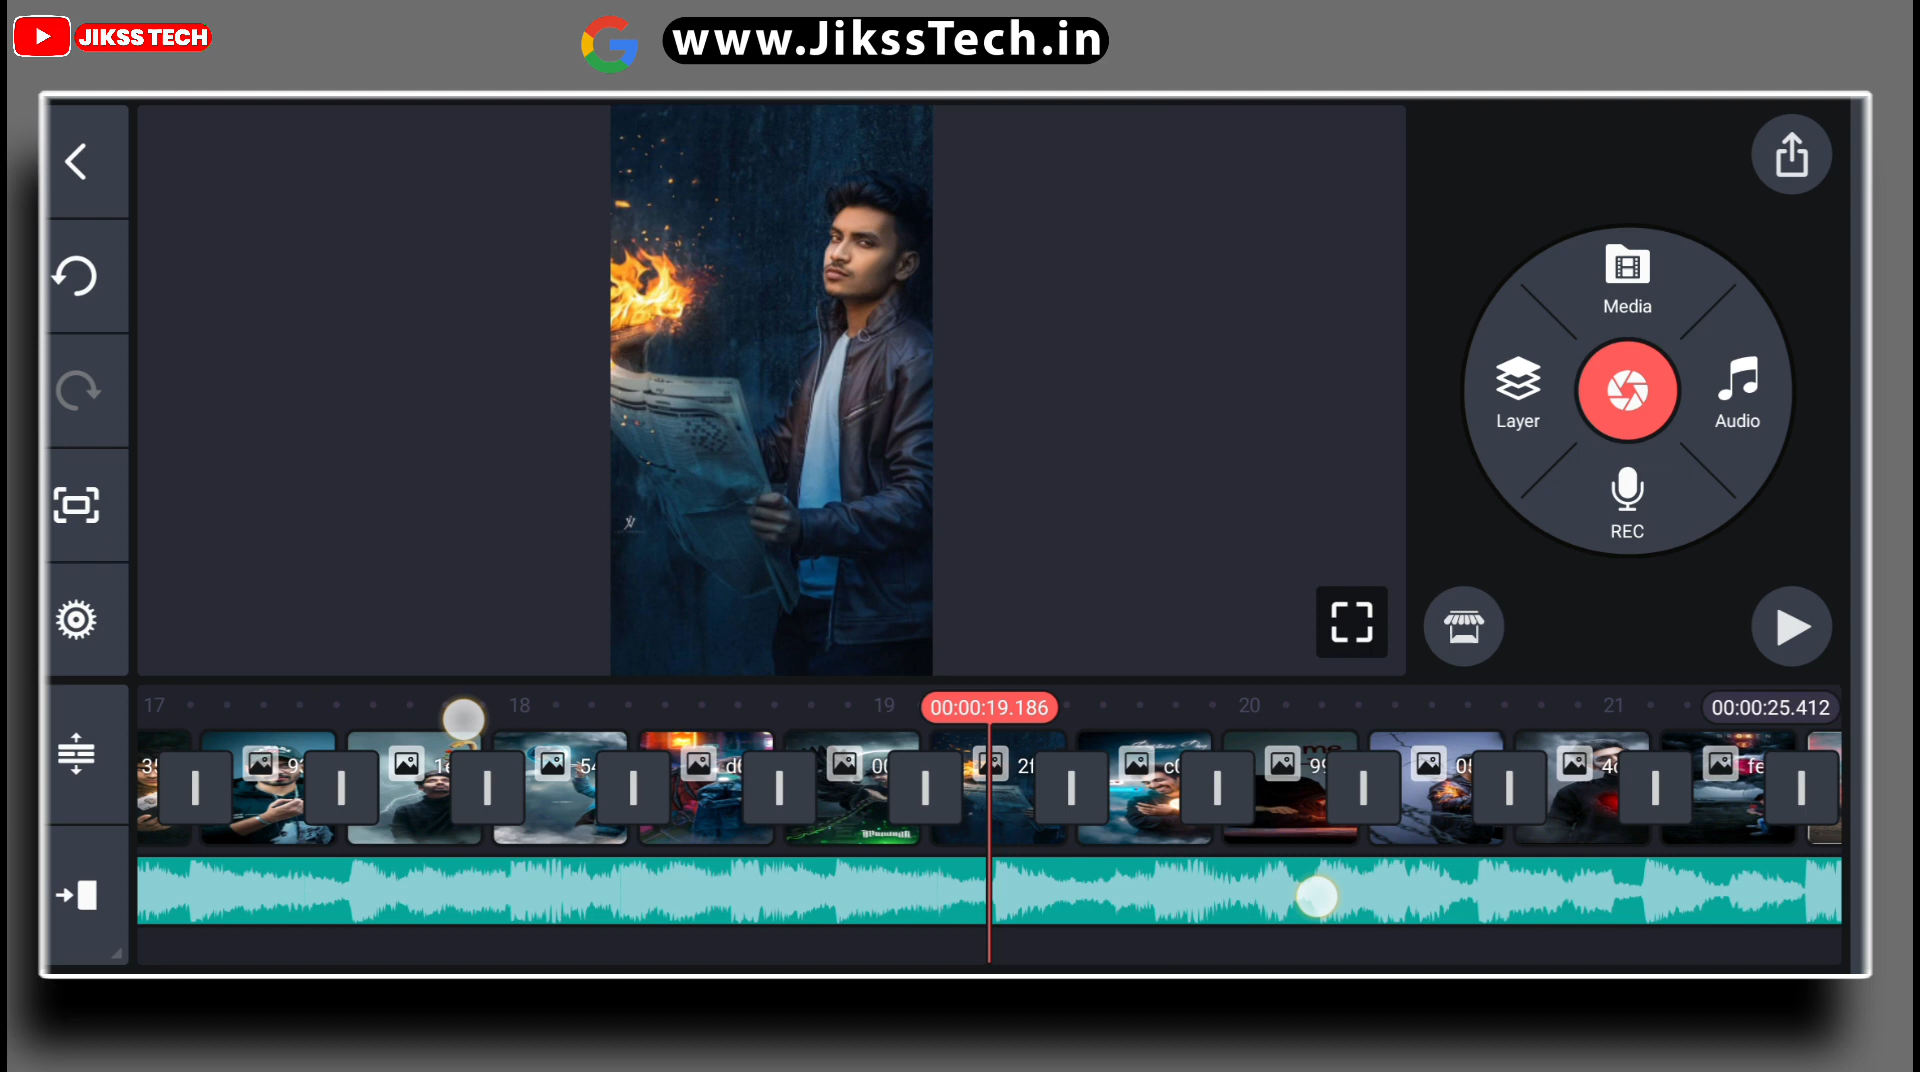 JIKSS TECH
www.JikssTech.in
Media
Layer
Audio
REC
17 18 19 00:00:19.186 20 21 00:00:25.412